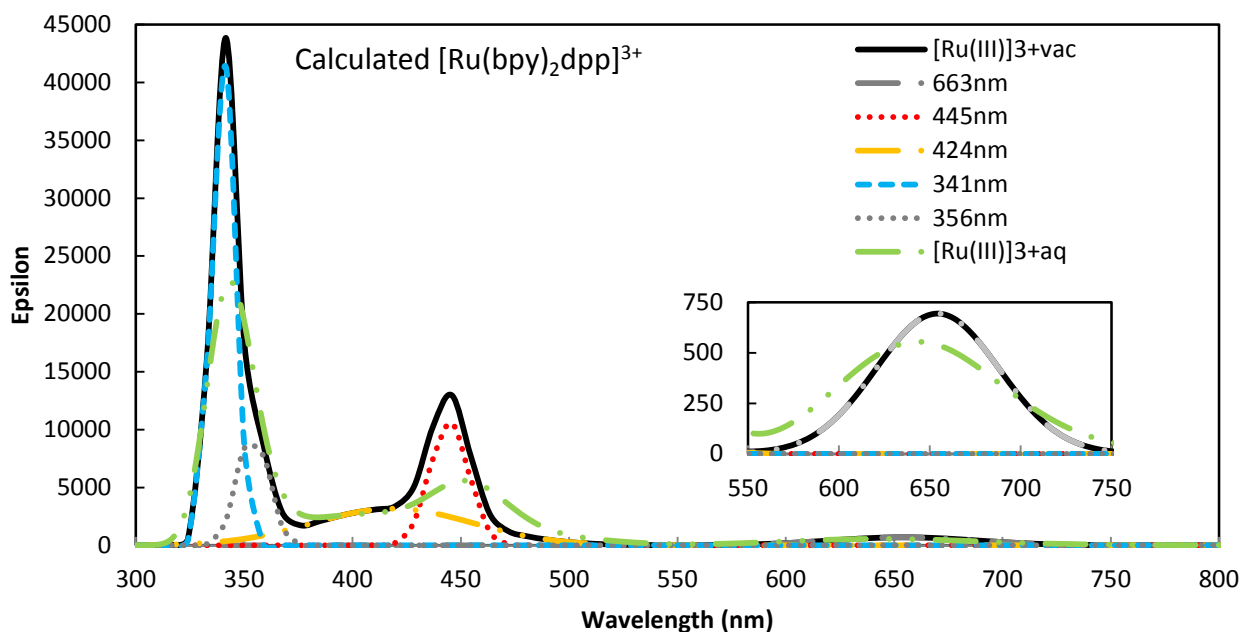 45000
40000
35000
30000
25000
20000
15000
10000
5000
0
Epsilon
Calculated [Ru(bpy)₂dpp]³⁺
[Ru(III)]3+vac
663nm
445nm
424nm
341nm
356nm
[Ru(III)]3+aq
750
500
250
0
550 600 650 700 750
300 350 400 450 500 550 600 650 700 750 800
Wavelength (nm)